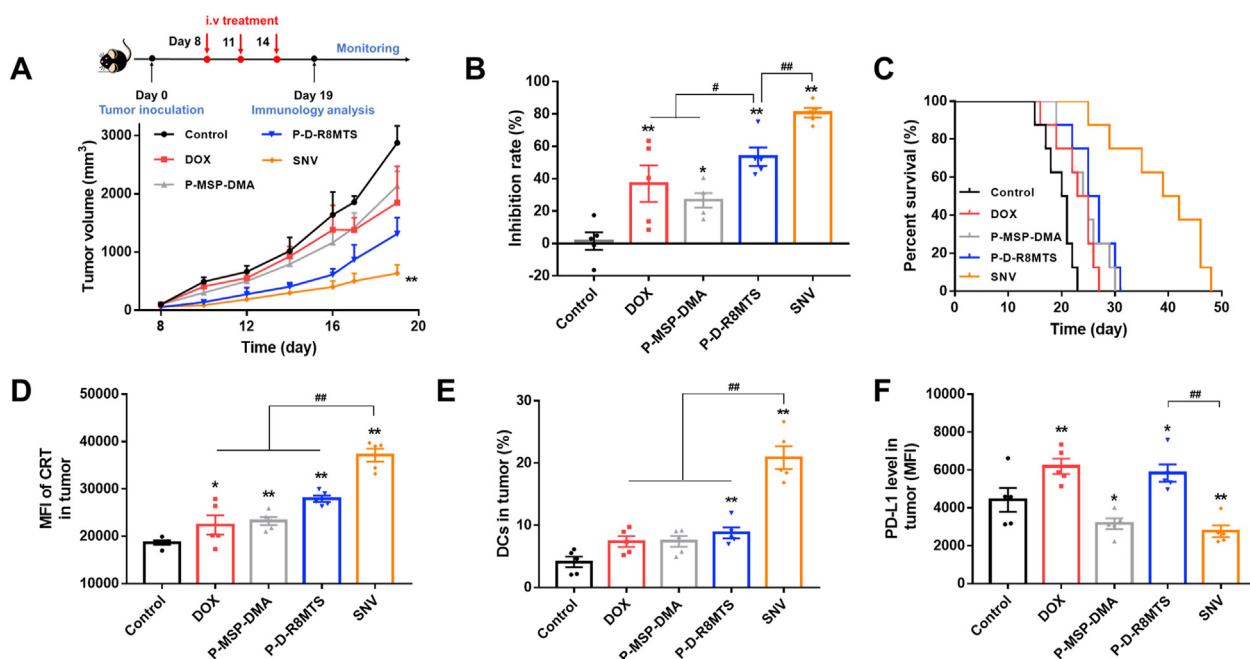 i.v treatment
Day 8
11
14
Monitoring
Day 0
Day 19
Tumor inoculation
Immunology analysis
A
Control
DOX
P-MSP-DMA
P-D-R8MTS
SNV
Tumor volume (mm³)
3000
2000
1000
0
**
8
12
16
20
Time (day)
B
Inhibition rate (%)
100
80
60
40
20
0
-20
**
*
**
**
#
##
Control
DOX
P-MSP-DMA
P-D-R8MTS
SNV
C
Percent survival (%)
100
80
60
40
20
0
Control
DOX
P-MSP-DMA
P-D-R8MTS
SNV
0
10
20
30
40
50
Time (day)
D
MFI of CRT
in tumor
50000
40000
30000
20000
10000
*
**
**
**
##
Control
DOX
P-MSP-DMA
P-D-R8MTS
SNV
E
DCs in tumor (%)
30
20
10
0
**
**
##
Control
DOX
P-MSP-DMA
P-D-R8MTS
SNV
F
PD-L1 level in
tumor (MFI)
10000
8000
6000
4000
2000
0
**
*
*
**
##
Control
DOX
P-MSP-DMA
P-D-R8MTS
SNV